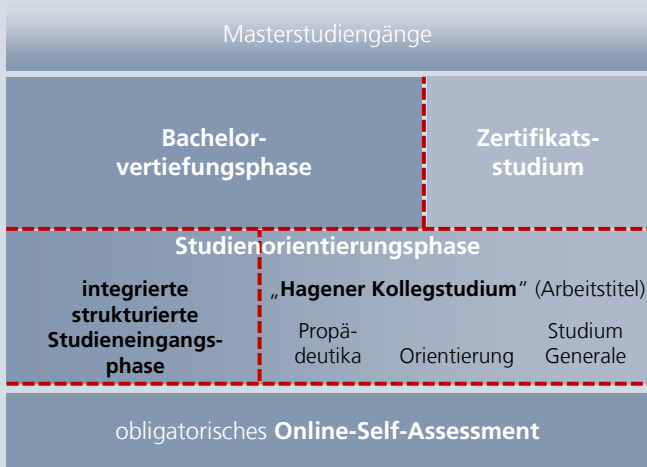 Masterstudiengänge
Bachelor-
vertiefungsphase
Zertifikats-
studium
Studienorientierungsphase
integrierte
strukturierte
Studieneingangs-
phase
„Hagener Kollegstudium“ (Arbeitstitel)
Propä-
deutika
Orientierung
Studium
Generale
obligatorisches Online-Self-Assessment